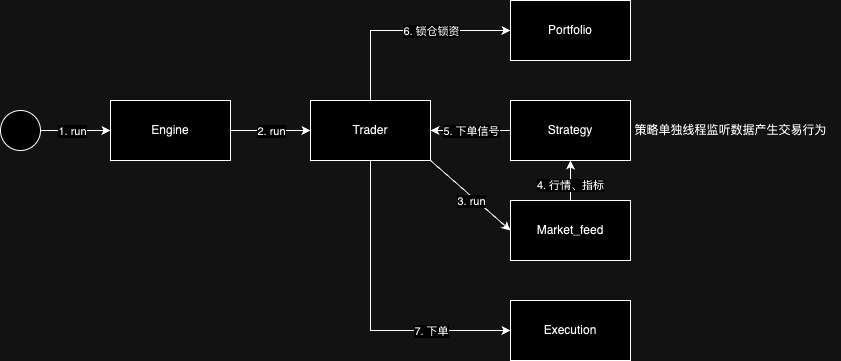 6. 锁仓锁资
Portfolio
1. run
Engine
2. run
Trader
5. 下单信号
Strategy
策略单独线程监听数据产生交易行为
4. 行情、指标
3. run
Market_feed
7. 下单
Execution